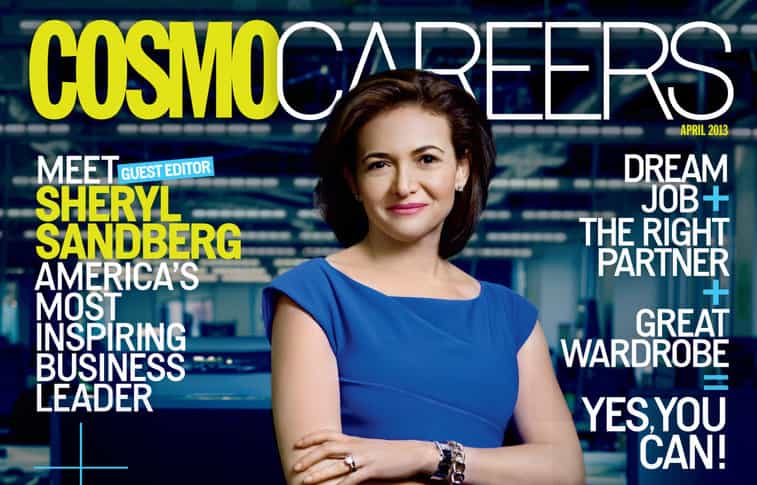 COSMOCAREERS
APRIL 2013
MEET GUEST EDITOR
SHERYL
SANDBERG
AMERICA'S
MOST
INSPIRING
BUSINESS
LEADER
DREAM
JOB +
THE RIGHT
PARTNER
+
GREAT
WARDROBE
=
YES, YOU
CAN!